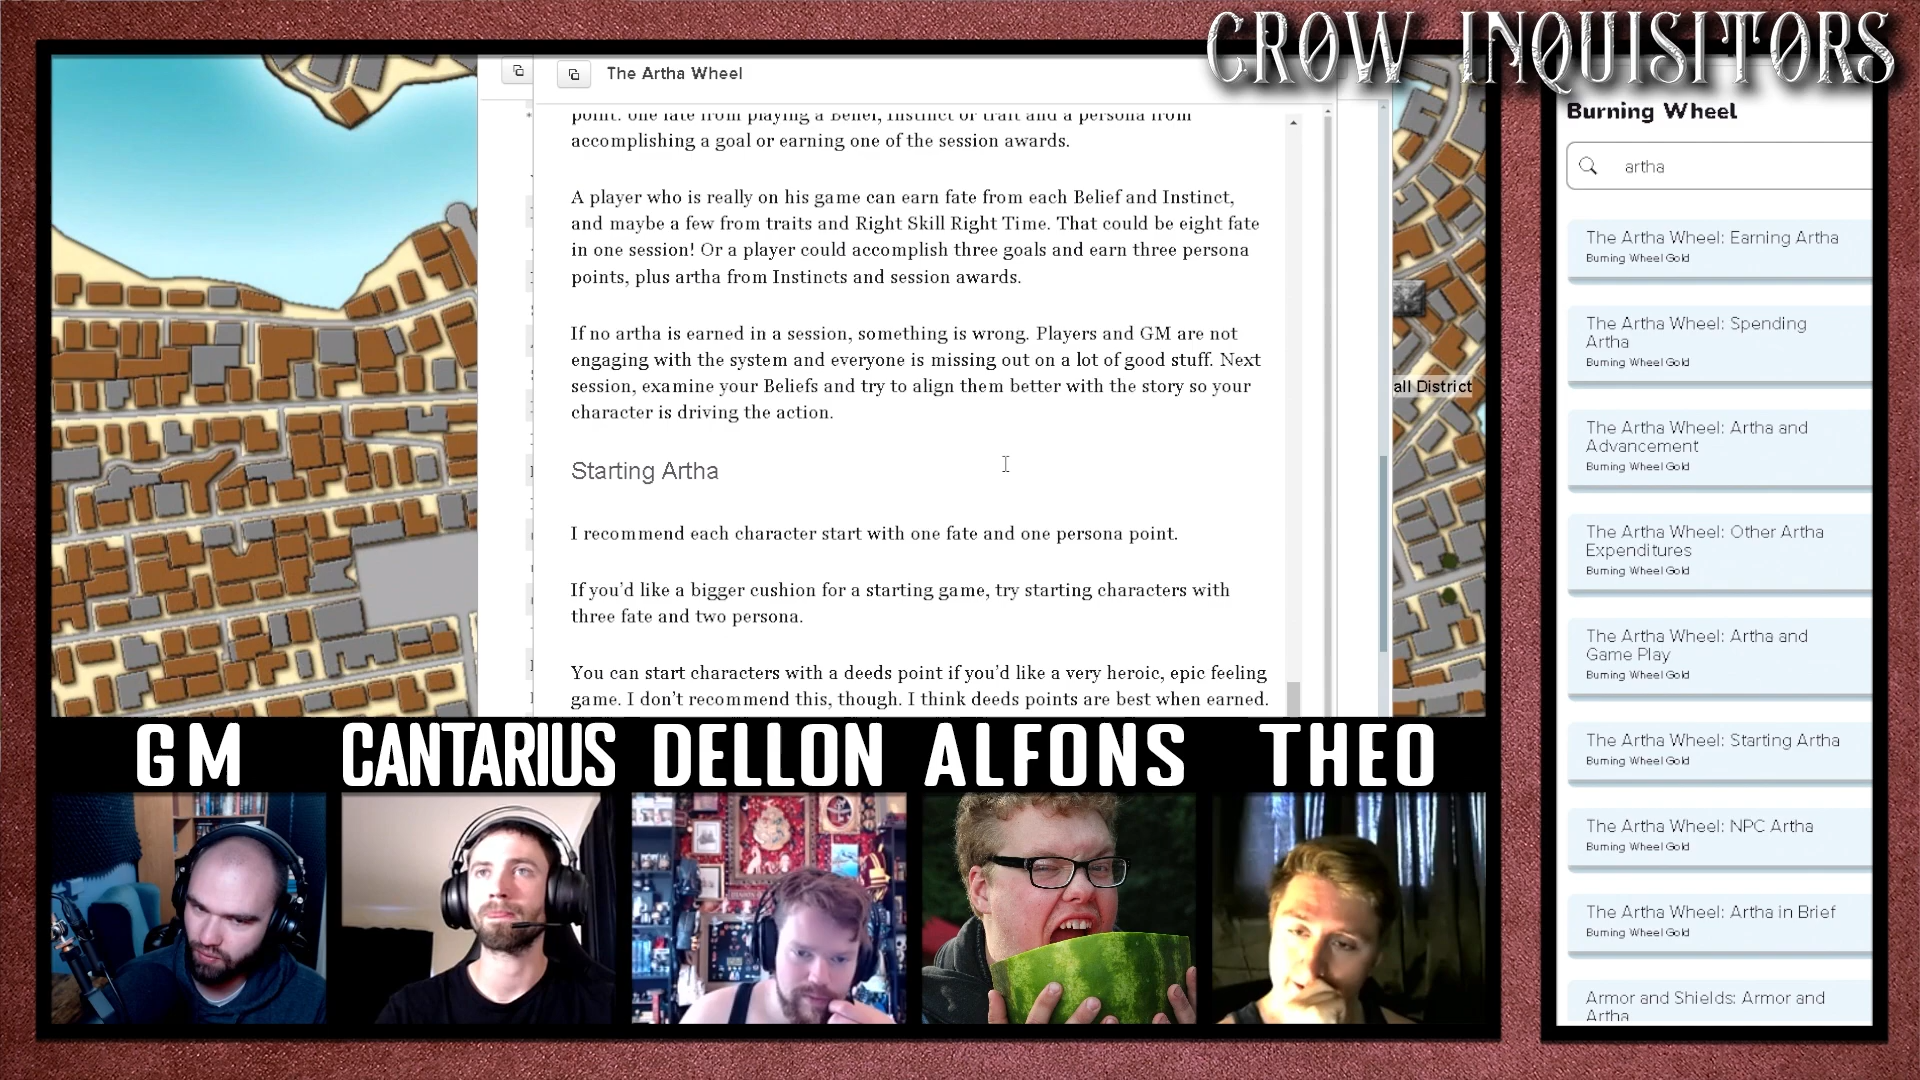 CROW INQUISITORS
The Artha Wheel
point: one fate from playing a Belief, Instinct or trait and a persona from
accomplishing a goal or earning one of the session awards.
A player who is really on his game can earn fate from each Belief and Instinct,
and maybe a few from traits and Right Skill Right Time. That could be eight fate
in one session! Or a player could accomplish three goals and earn three persona
points, plus artha from Instincts and session awards.
If no artha is earned in a session, something is wrong. Players and GM are not
engaging with the system and everyone is missing out on a lot of good stuff. Next
session, examine your Beliefs and try to align them better with the story so your
character is driving the action.
Starting Artha
I recommend each character start with one fate and one persona point.
If you’d like a bigger cushion for a starting game, try starting characters with
three fate and two persona.
You can start characters with a deeds point if you’d like a very heroic, epic feeling
game. I don’t recommend this, though. I think deeds points are best when earned.
all District
GM
CANTARIUS
DELLON
ALFONS
THEO
Burning Wheel
artha
The Artha Wheel: Earning Artha
Burning Wheel Gold
The Artha Wheel: Spending
Artha
Burning Wheel Gold
The Artha Wheel: Artha and
Advancement
Burning Wheel Gold
The Artha Wheel: Other Artha
Expenditures
Burning Wheel Gold
The Artha Wheel: Artha and
Game Play
Burning Wheel Gold
The Artha Wheel: Starting Artha
Burning Wheel Gold
The Artha Wheel: NPC Artha
Burning Wheel Gold
The Artha Wheel: Artha in Brief
Burning Wheel Gold
Armor and Shields: Armor and
Artha